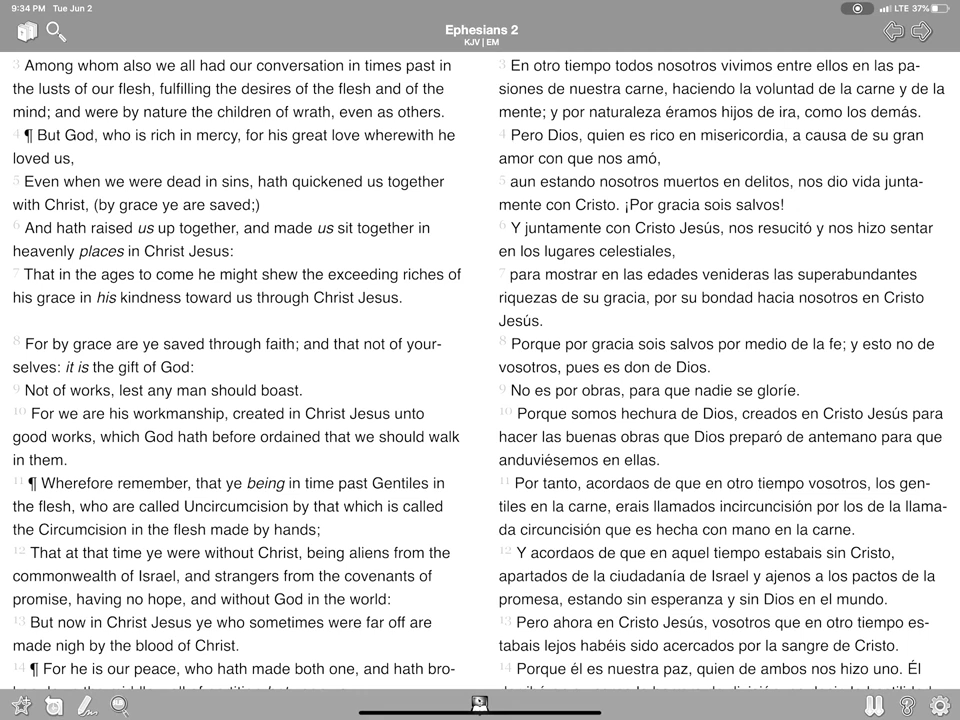 9:34 PM Tue Jun 2
LTE 37%
Ephesians 2
KJV | EM
3 Among whom also we all had our conversation in times past in
the lusts of our flesh, fulfilling the desires of the flesh and of the
mind; and were by nature the children of wrath, even as others.
4 ¶ But God, who is rich in mercy, for his great love wherewith he
loved us,
5 Even when we were dead in sins, hath quickened us together
with Christ, (by grace ye are saved;)
6 And hath raised us up together, and made us sit together in
heavenly places in Christ Jesus:
7 That in the ages to come he might shew the exceeding riches of
his grace in his kindness toward us through Christ Jesus.
8 For by grace are ye saved through faith; and that not of your-
selves: it is the gift of God:
9 Not of works, lest any man should boast.
10 For we are his workmanship, created in Christ Jesus unto
good works, which God hath before ordained that we should walk
in them.
11 ¶ Wherefore remember, that ye being in time past Gentiles in
the flesh, who are called Uncircumcision by that which is called
the Circumcision in the flesh made by hands;
12 That at that time ye were without Christ, being aliens from the
commonwealth of Israel, and strangers from the covenants of
promise, having no hope, and without God in the world:
13 But now in Christ Jesus ye who sometimes were far off are
made nigh by the blood of Christ.
14 ¶ For he is our peace, who hath made both one, and hath bro-
3 En otro tiempo todos nosotros vivimos entre ellos en las pa-
siones de nuestra carne, haciendo la voluntad de la carne y de la
mente; y por naturaleza éramos hijos de ira, como los demás.
4 Pero Dios, quien es rico en misericordia, a causa de su gran
amor con que nos amó,
5 aun estando nosotros muertos en delitos, nos dio vida junta-
mente con Cristo. ¡Por gracia sois salvos!
6 Y juntamente con Cristo Jesús, nos resucitó y nos hizo sentar
en los lugares celestiales,
7 para mostrar en las edades venideras las superabundantes
riquezas de su gracia, por su bondad hacia nosotros en Cristo
Jesús.
8 Porque por gracia sois salvos por medio de la fe; y esto no de
vosotros, pues es don de Dios.
9 No es por obras, para que nadie se gloríe.
10 Porque somos hechura de Dios, creados en Cristo Jesús para
hacer las buenas obras que Dios preparó de antemano para que
anduviésemos en ellas.
11 Por tanto, acordaos de que en otro tiempo vosotros, los gen-
tiles en la carne, erais llamados incircuncisión por los de la llama-
da circuncisión que es hecha con mano en la carne.
12 Y acordaos de que en aquel tiempo estabais sin Cristo,
apartados de la ciudadanía de Israel y ajenos a los pactos de la
promesa, estando sin esperanza y sin Dios en el mundo.
13 Pero ahora en Cristo Jesús, vosotros que en otro tiempo es-
tabais lejos habéis sido acercados por la sangre de Cristo.
14 Porque él es nuestra paz, quien de ambos nos hizo uno. Él